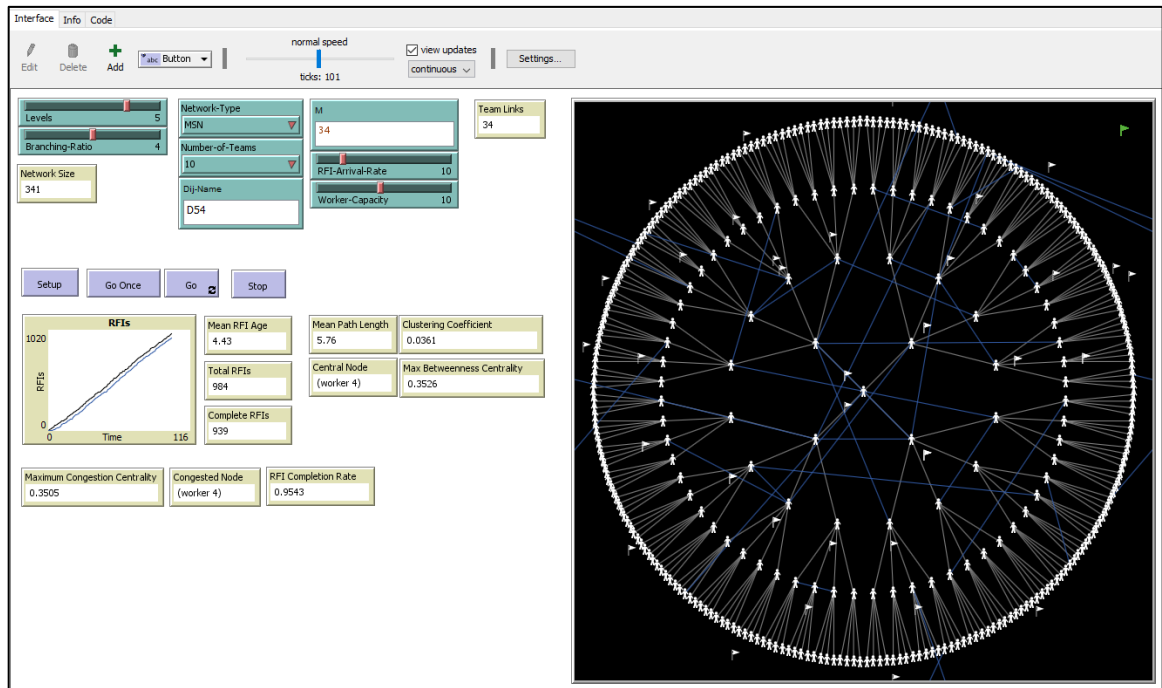 Interface Info Code
Edit Delete Add abc Button normal speed view updates Settings...
ticks: 101 continuous
Levels 5
Branching-Ratio 4
Network Size
341
Network-Type
MSN
Number-of-Teams
10
Dij-Name
D54
M
34
RFI-Arrival-Rate 10
Worker-Capacity 10
Team Links
34
Setup Go Once Go Stop
RFIs
1020
RFIs
0
0 Time 116
Mean RFI Age
4.43
Total RFIs
984
Complete RFIs
939
Mean Path Length
5.76
Clustering Coefficient
0.0361
Central Node
(worker 4)
Max Betweenness Centrality
0.3526
Maximum Congestion Centrality
0.3505
Congested Node
(worker 4)
RFI Completion Rate
0.9543